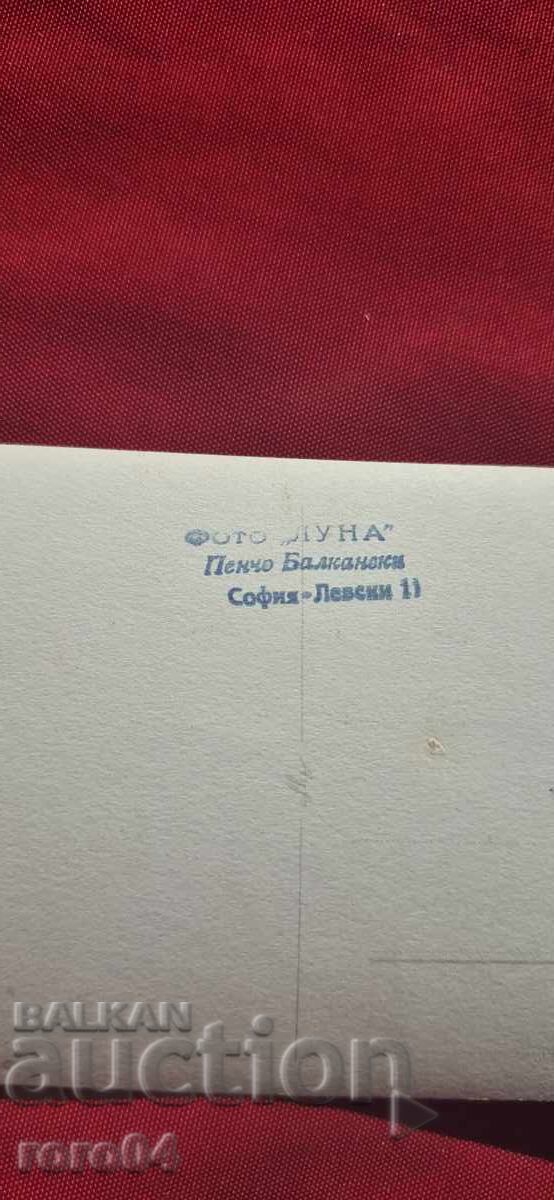 ФОТО „ЛУНА"
Пенчо Балкански
София-Левски 11
BALKAN
auction
roro04